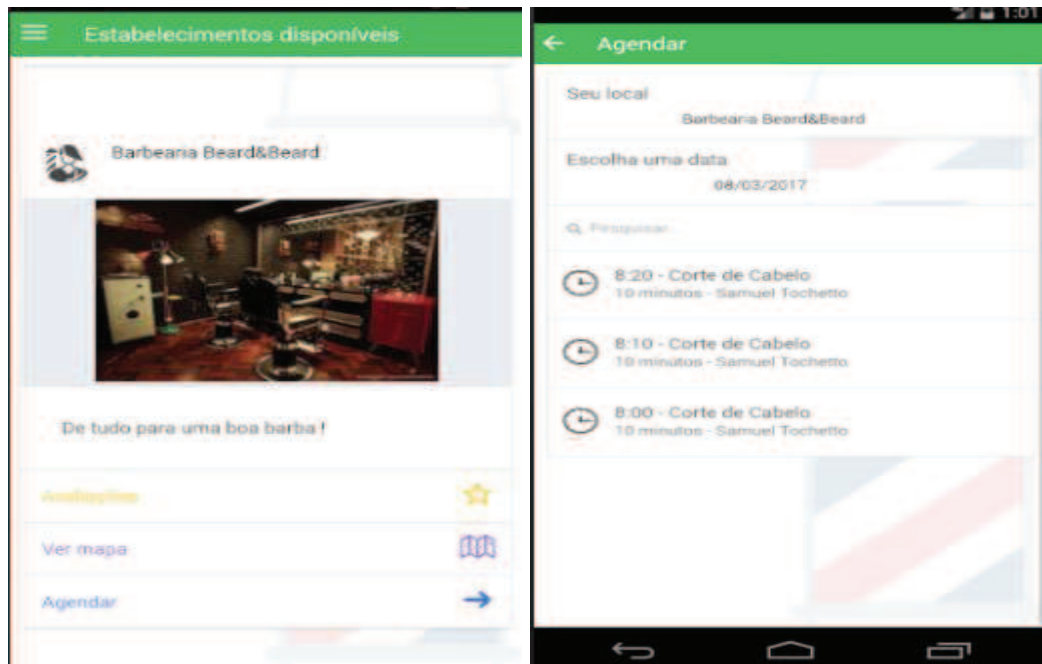 Estabelecimentos disponíveis
Barbearia Beard&Beard
De tudo para uma boa barba !
Avaliações
Ver mapa
Agendar
1:01
Agendar
Seu local
Barbearia Beard&Beard
Escolha uma data
08/03/2017
Pesquisar
8:20 - Corte de Cabelo
10 minutos - Samuel Tochetto
8:10 - Corte de Cabelo
10 minutos - Samuel Tochetto
8:00 - Corte de Cabelo
10 minutos - Samuel Tochetto